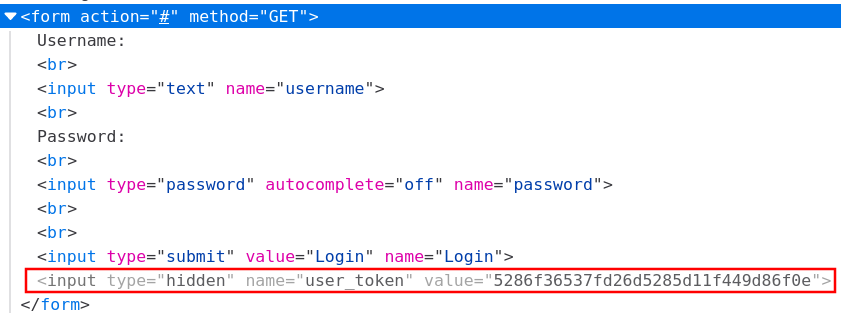 <form action="#" method="GET">
Username:
<br>
<input type="text" name="username">
<br>
Password:
<br>
<input type="password" autocomplete="off" name="password">
<br>
<br>
<input type="submit" value="Login" name="Login">
<input type="hidden" name="user_token" value="5286f36537fd26d5285d11f449d86f0e">
</form>